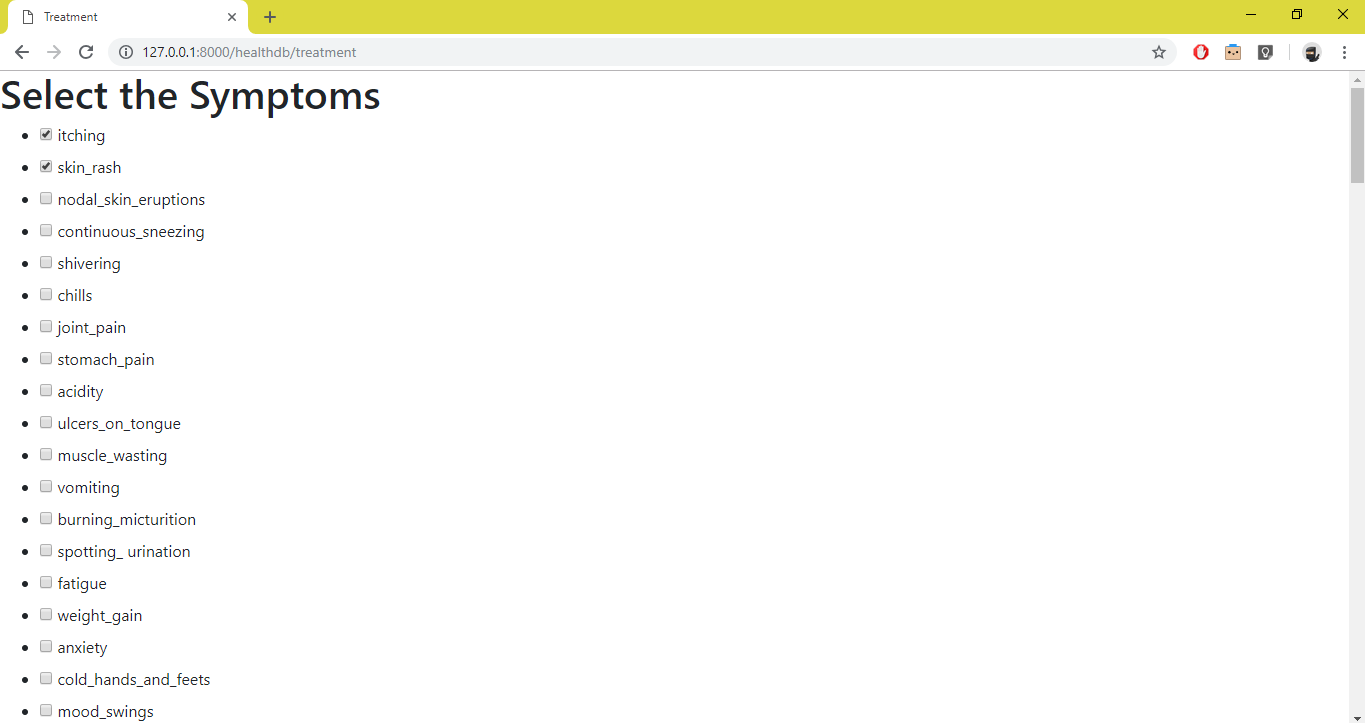 Treatment
127.0.0.1:8000/healthdb/treatment
Select the Symptoms
itching
skin_rash
nodal_skin_eruptions
continuous_sneezing
shivering
chills
joint_pain
stomach_pain
acidity
ulcers_on_tongue
muscle_wasting
vomiting
burning_micturition
spotting_ urination
fatigue
weight_gain
anxiety
cold_hands_and_feets
mood_swings